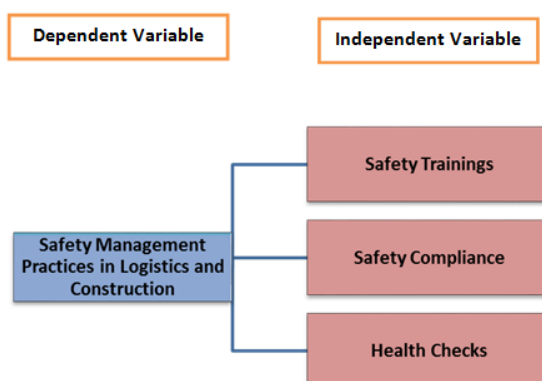 Dependent Variable
Independent Variable
Safety Trainings
Safety Management
Practices in Logistics and
Construction
Safety Compliance
Health Checks